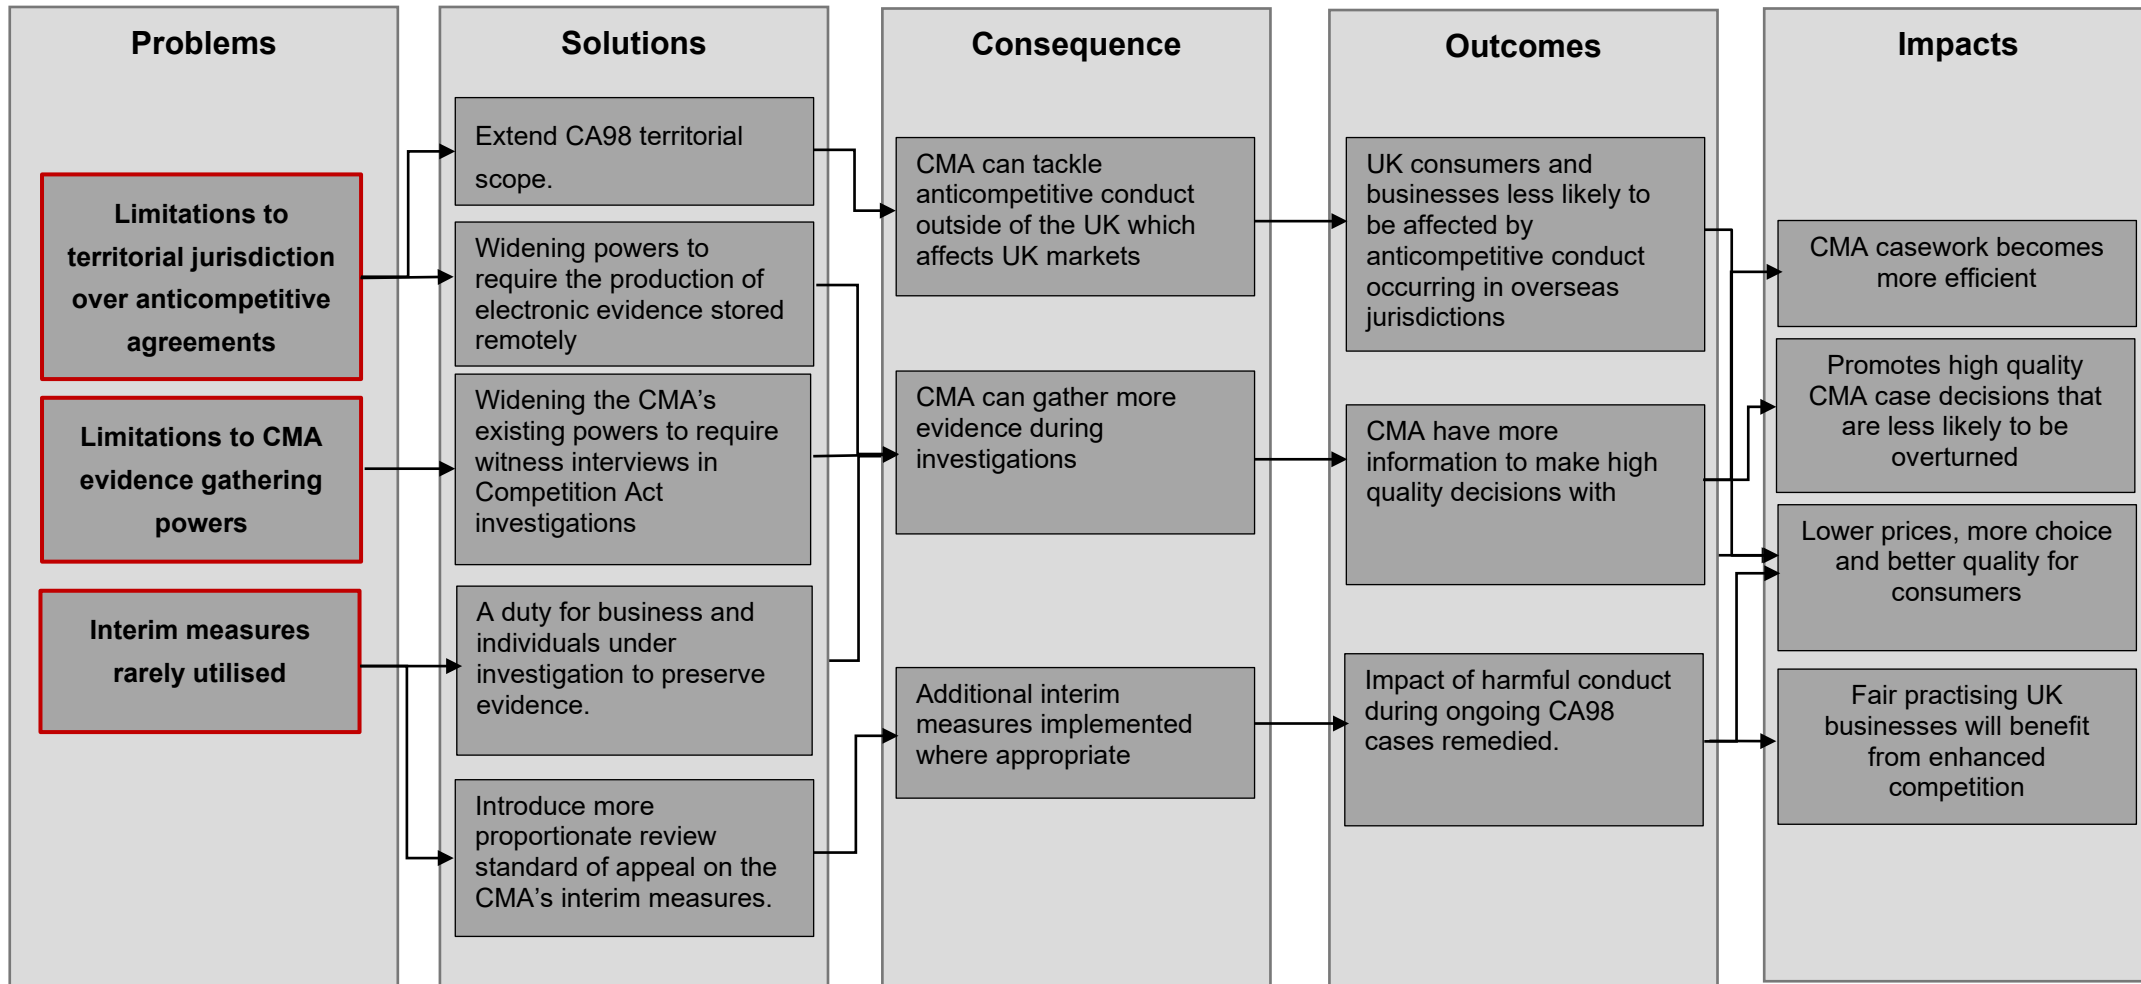 Problems
Limitations to
territorial jurisdiction
over anticompetitive
agreements
Limitations to CMA
evidence gathering
powers
Interim measures
rarely utilised
Solutions
Extend CA98 territorial
scope.
Widening powers to
require the production of
electronic evidence stored
remotely
Widening the CMA’s
existing powers to require
witness interviews in
Competition Act
investigations
A duty for business and
individuals under
investigation to preserve
evidence.
Introduce more
proportionate review
standard of appeal on the
CMA’s interim measures.
Consequence
CMA can tackle
anticompetitive conduct
outside of the UK which
affects UK markets
CMA can gather more
evidence during
investigations
Additional interim
measures implemented
where appropriate
Outcomes
UK consumers and
businesses less likely to
be affected by
anticompetitive conduct
occurring in overseas
jurisdictions
CMA have more
information to make high
quality decisions with
Impact of harmful conduct
during ongoing CA98
cases remedied.
Impacts
CMA casework becomes
more efficient
Promotes high quality
CMA case decisions that
are less likely to be
overturned
Lower prices, more choice
and better quality for
consumers
Fair practising UK
businesses will benefit
from enhanced
competition